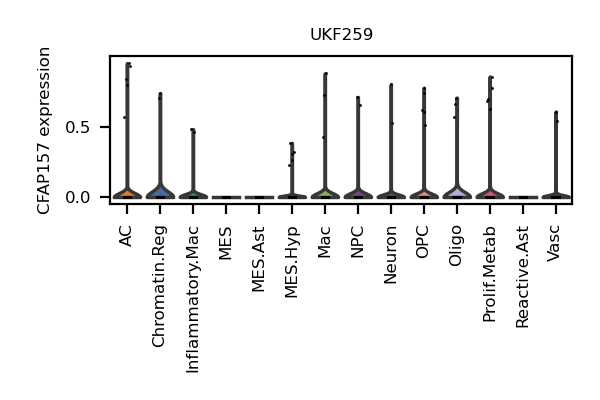 UKF259
CFAP157 expression
0.5
0.0
AC
Chromatin.Reg
Inflammatory.Mac
MES
MES.Ast
MES.Hyp
Mac
NPC
Neuron
OPC
Oligo
Prolif.Metab
Reactive.Ast
Vasc